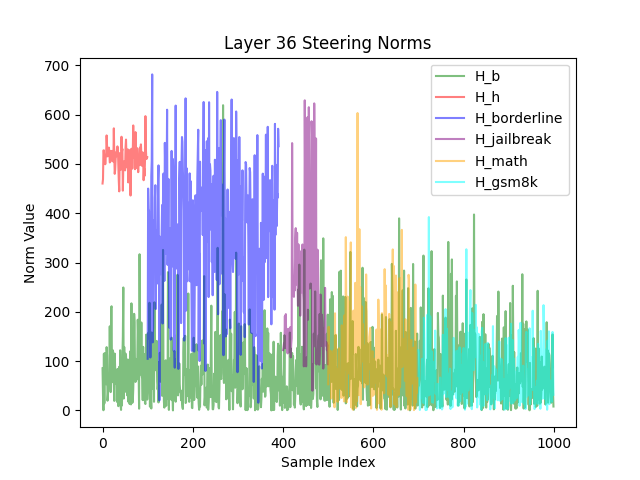 Layer 36 Steering Norms
H_b
H_h
H_borderline
H_jailbreak
H_math
H_gsm8k
Norm Value
700
600
500
400
300
200
100
0
0
200
400
600
800
1000
Sample Index